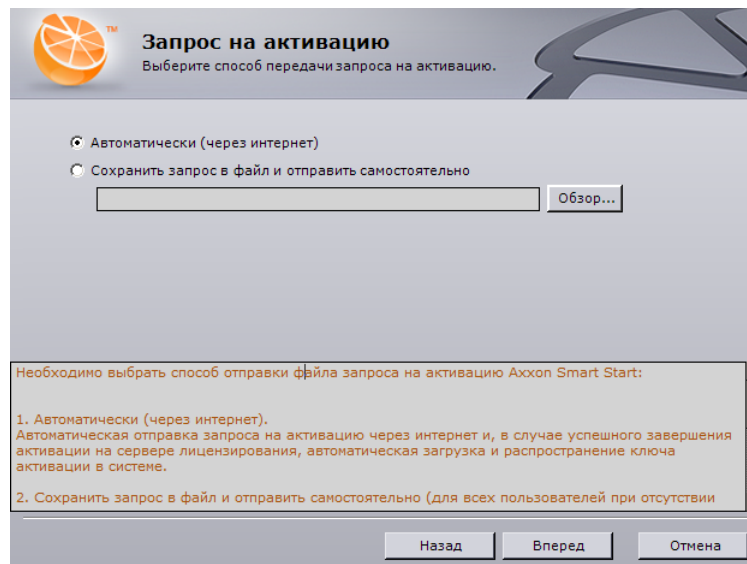 TM
Запрос на активацию
Выберите способ передачи запроса на активацию.
Автоматически (через интернет)
Сохранить запрос в файл и отправить самостоятельно
Обзор...
Необходимо выбрать способ отправки файла запроса на активацию Axxon Smart Start:
1. Автоматически (через интернет).
Автоматическая отправка запроса на активацию через интернет и, в случае успешного завершения
активации на сервере лицензирования, автоматическая загрузка и распространение ключа
активации в системе.
2. Сохранить запрос в файл и отправить самостоятельно (для всех пользователей при отсутствии
Назад
Вперед
Отмена